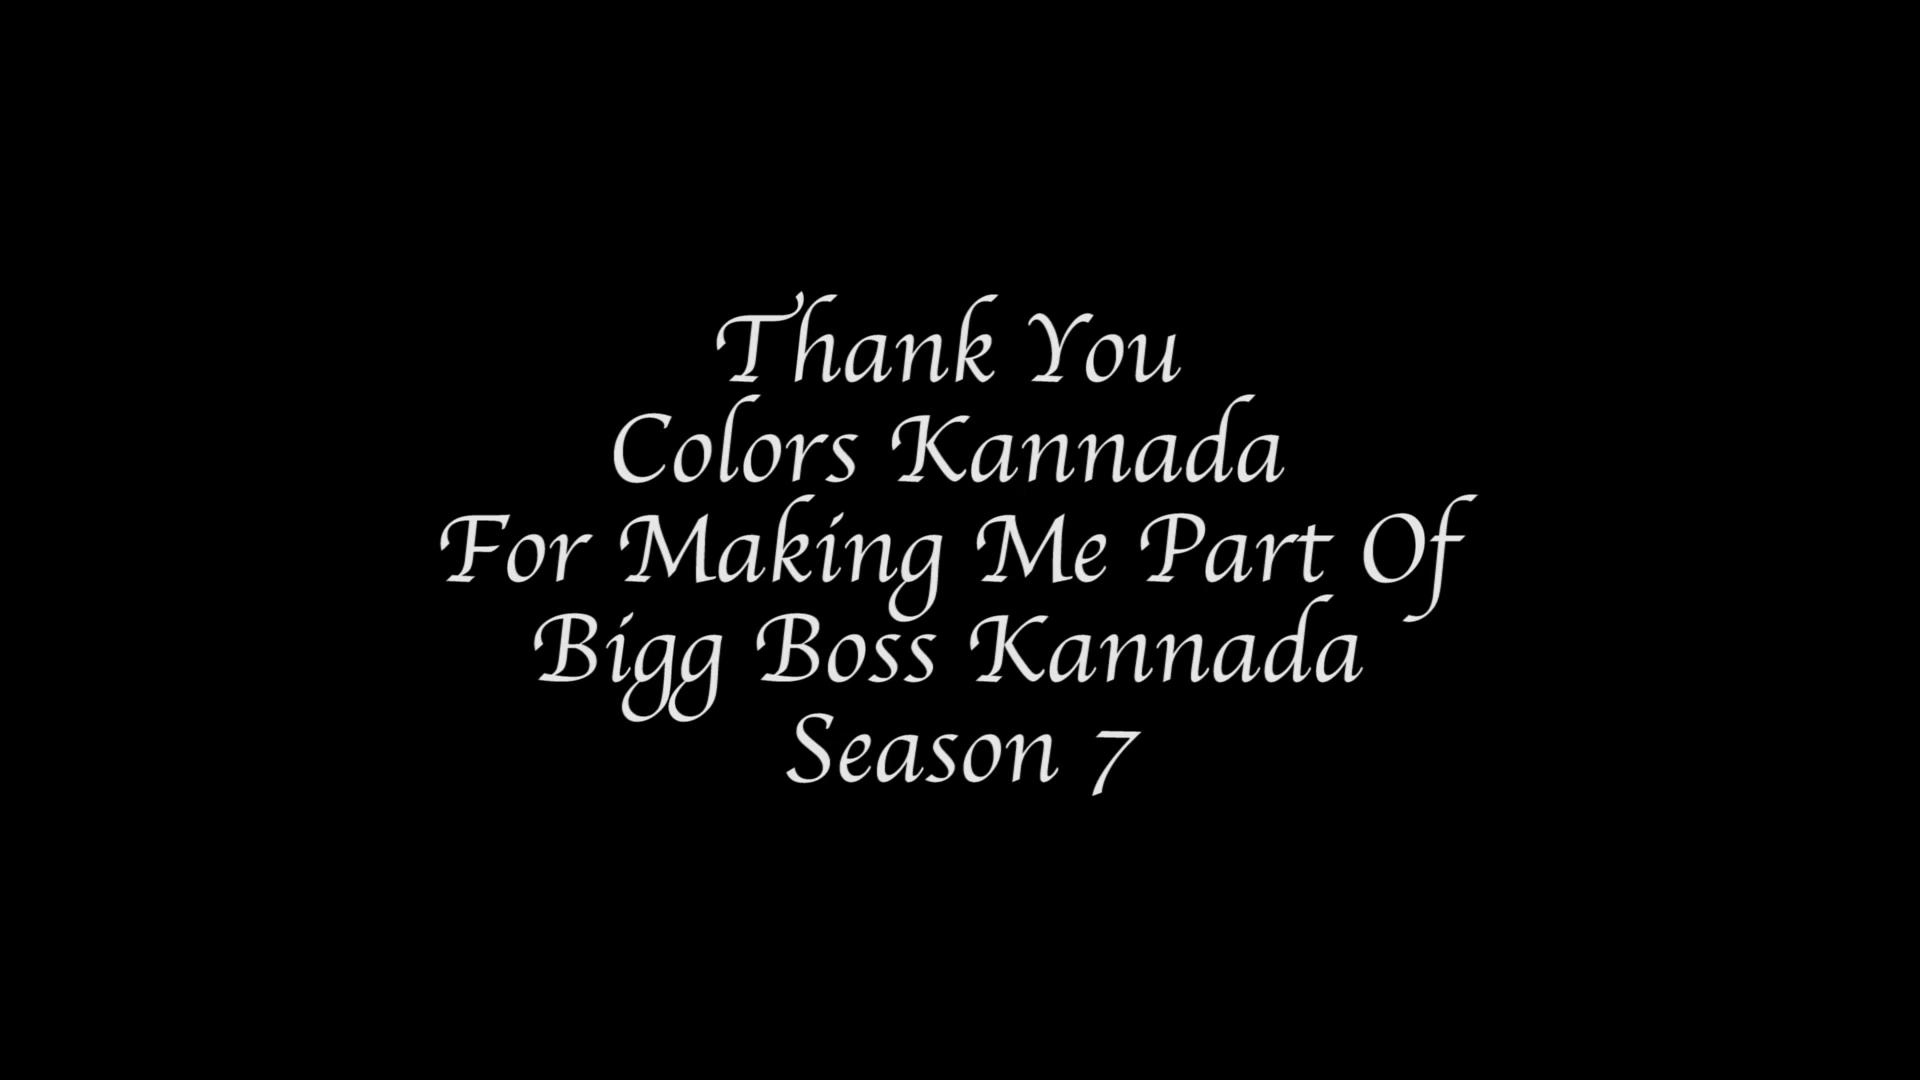 Thank You
Colors Kannada
For Making Me Part Of
Bigg Boss Kannada
Season 7